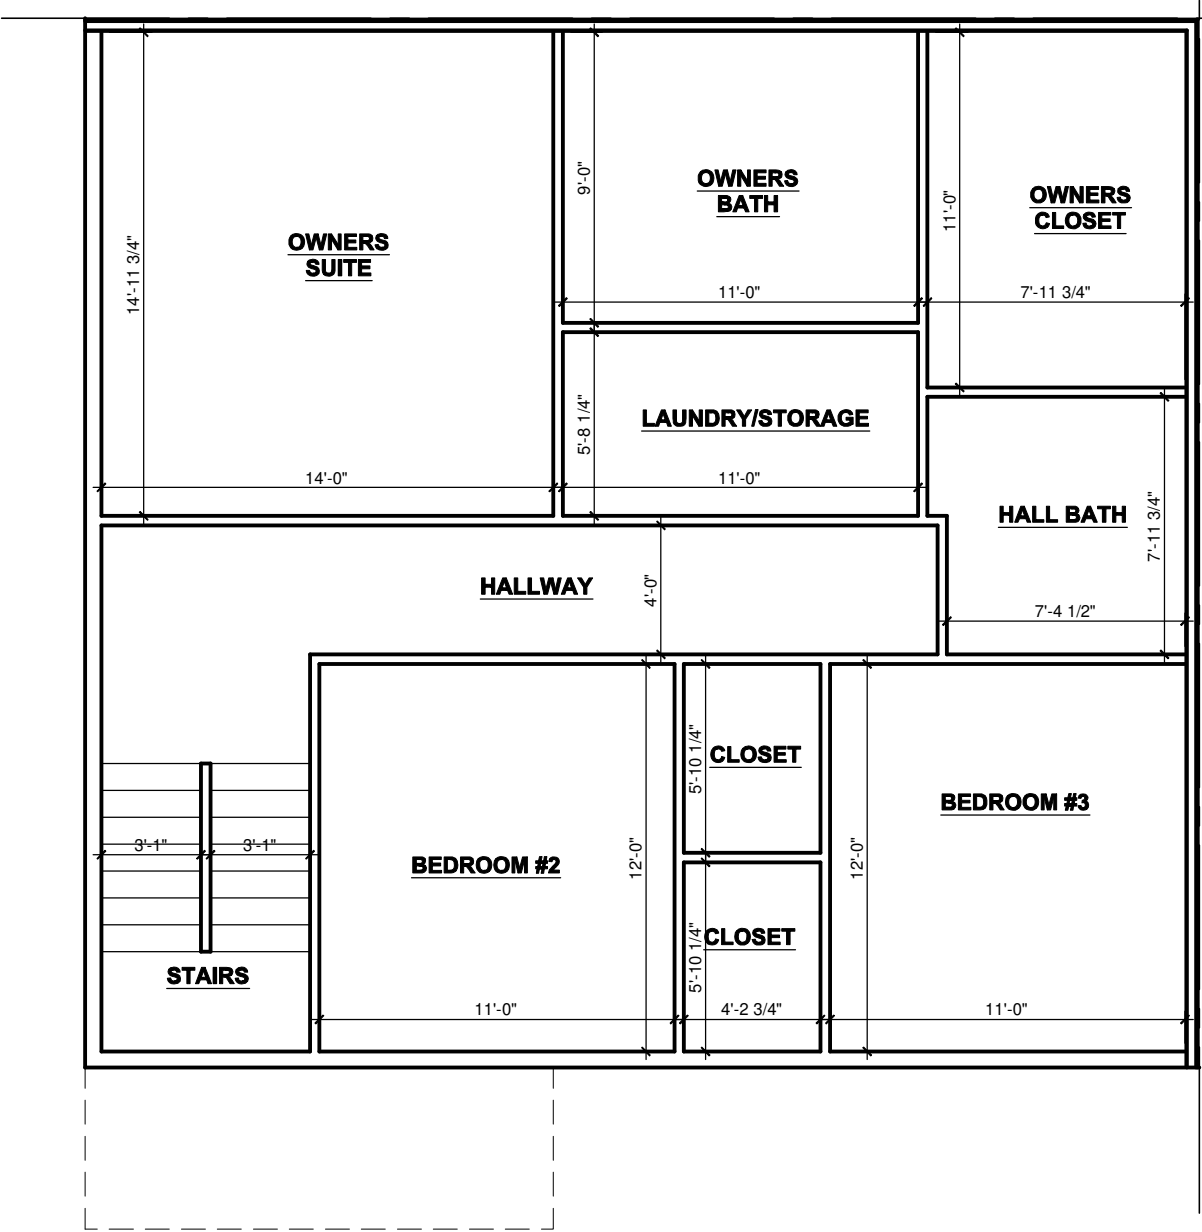 OWNERS
SUITE
14'-11 3/4"
14'-0"
OWNERS
BATH
9'-0"
11'-0"
OWNERS
CLOSET
11'-0"
7'-11 3/4"
LAUNDRY/STORAGE
5'-8 1/4"
11'-0"
HALL BATH
7'-11 3/4"
7'-4 1/2"
HALLWAY
4'-0"
3'-1"
3'-1"
STAIRS
BEDROOM #2
12'-0"
11'-0"
CLOSET
5'-10 1/4"
CLOSET
5'-10 1/4"
4'-2 3/4"
BEDROOM #3
12'-0"
11'-0"